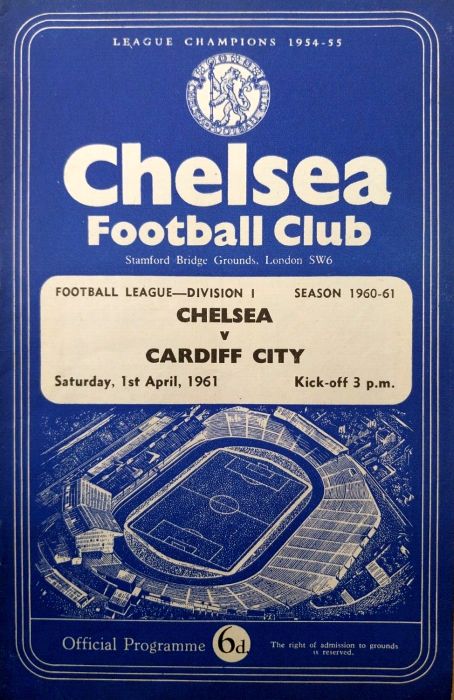 LEAGUE CHAMPIONS 1954-55
Chelsea
Football Club
Stamford Bridge Grounds, London SW6
FOOTBALL LEAGUE—DIVISION I SEASON 1960-61
CHELSEA
v
CARDIFF CITY
Saturday, 1st April, 1961 Kick-off 3 p.m.
Official Programme 6d. The right of admission to grounds
is reserved.